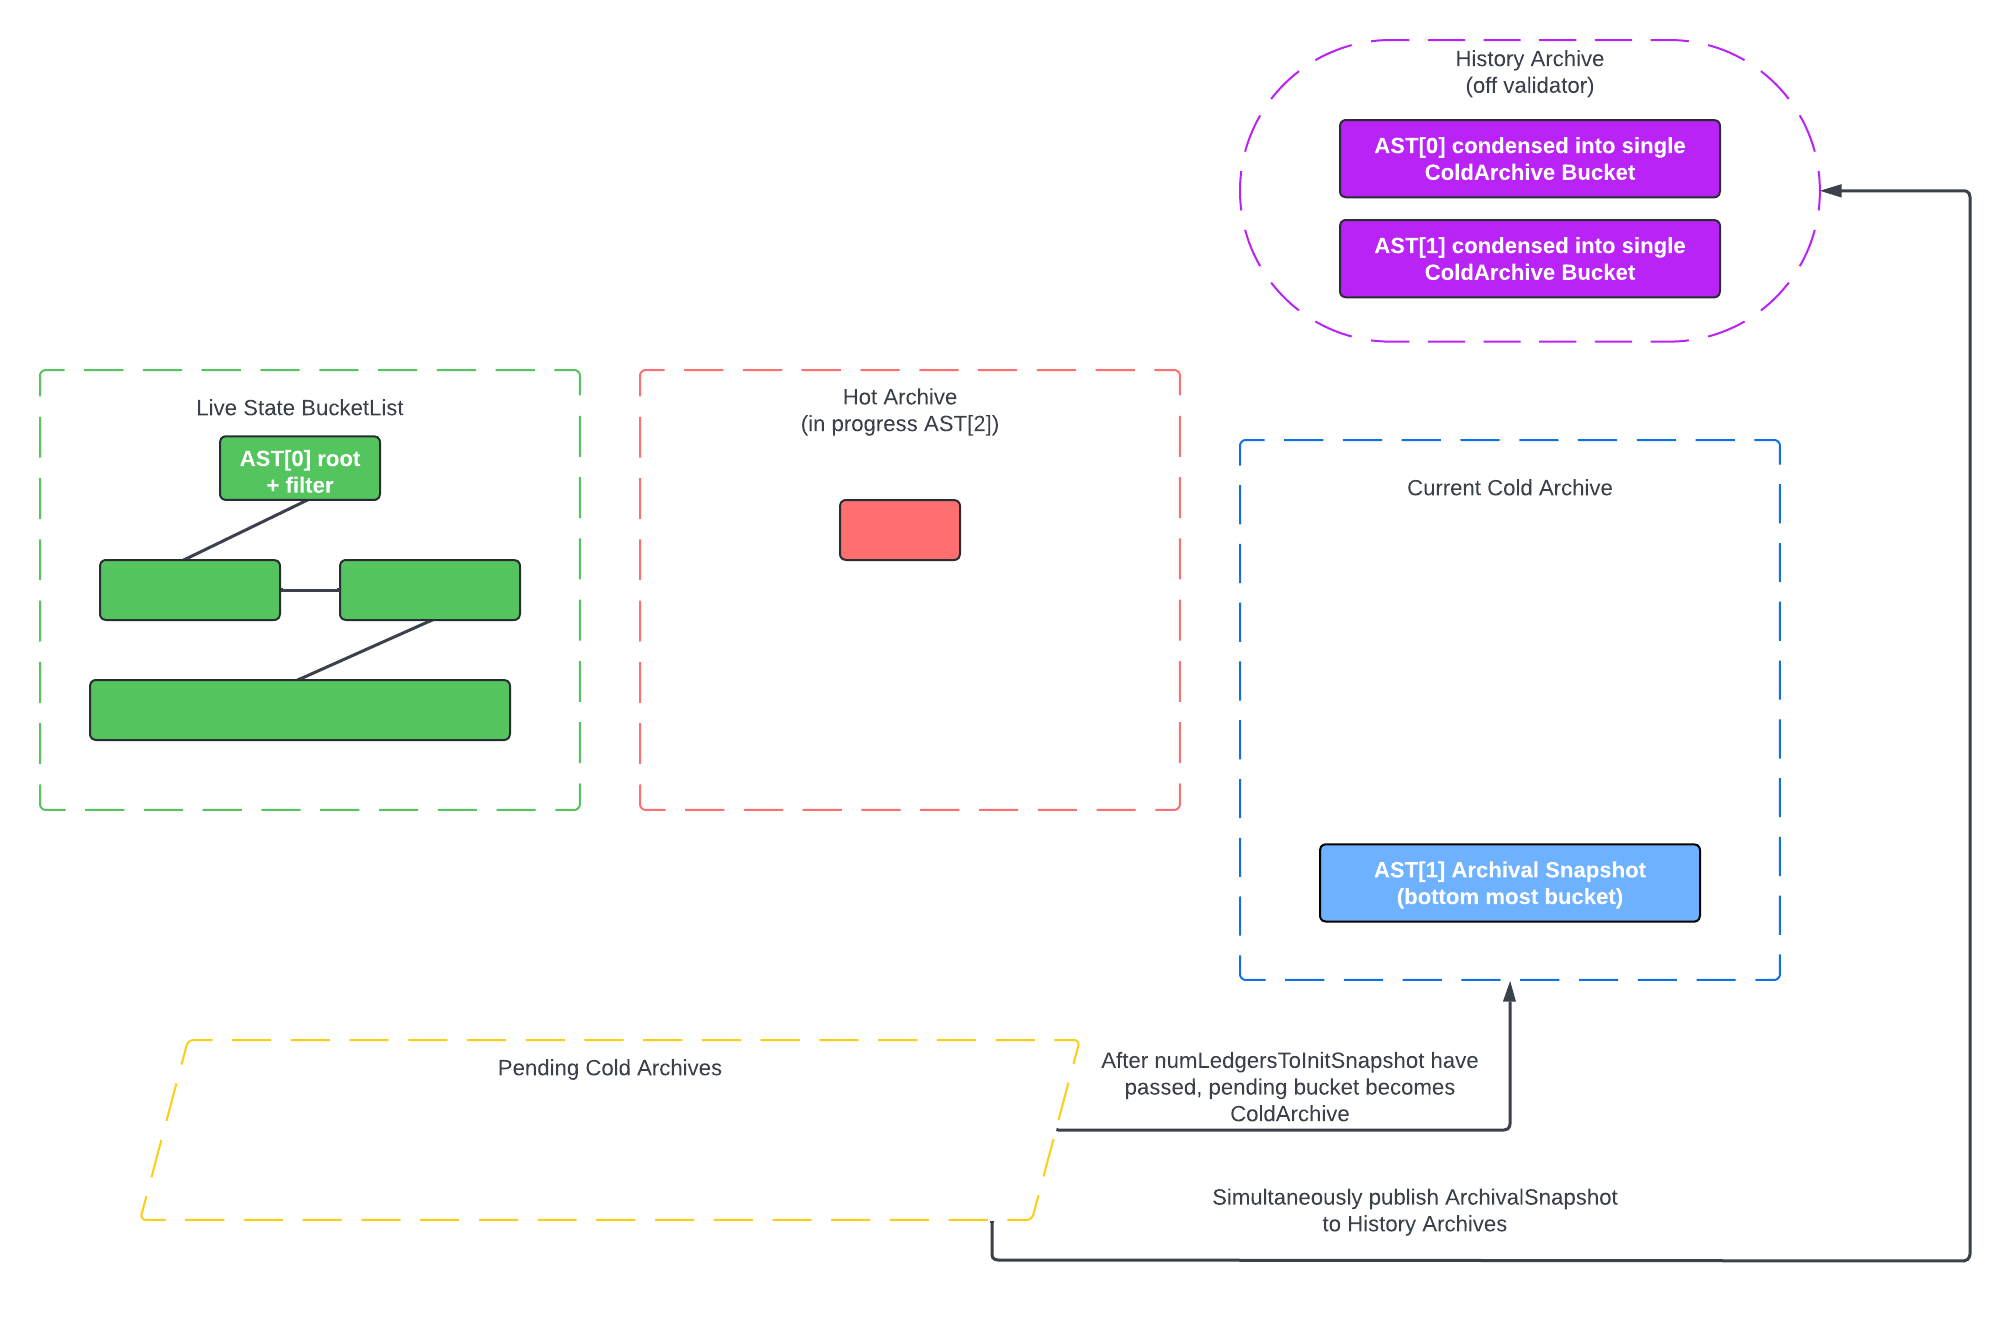 History Archive
(off validator)
AST[0] condensed into single
ColdArchive Bucket
AST[1] condensed into single
ColdArchive Bucket
Live State BucketList
AST[0] root
+ filter
Hot Archive
(in progress AST[2])
Current Cold Archive
AST[1] Archival Snapshot
(bottom most bucket)
Pending Cold Archives
After numLedgersToInitSnapshot have
passed, pending bucket becomes
ColdArchive
Simultaneously publish ArchivalSnapshot
to History Archives